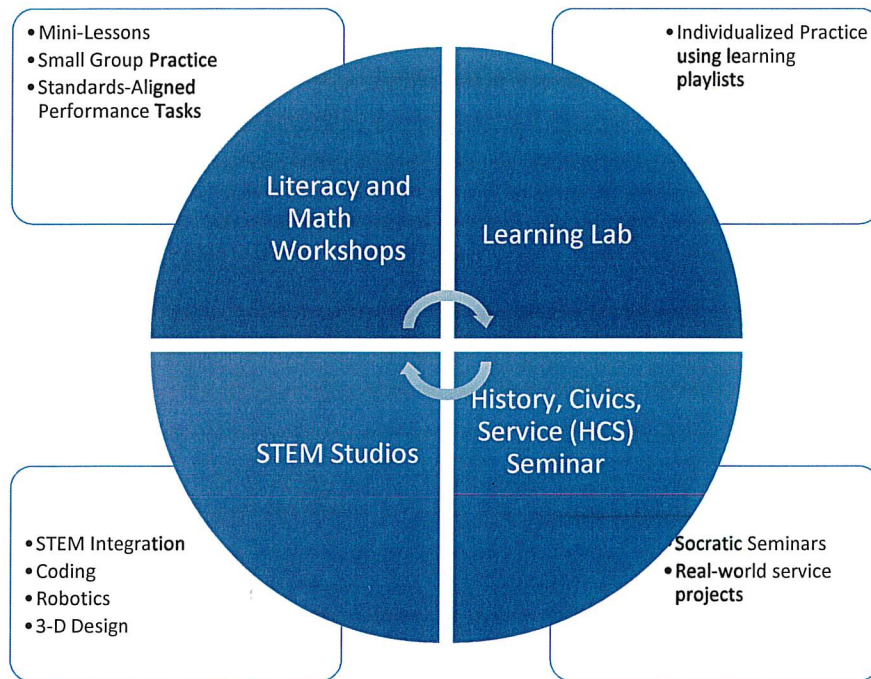 • Mini-Lessons
• Small Group Practice
• Standards-Aligned
Performance Tasks
• Individualized Practice
using learning
playlists
Literacy and
Math
Workshops
Learning Lab
STEM Studios
History, Civics,
Service (HCS)
Seminar
• STEM Integration
• Coding
• Robotics
• 3-D Design
• Socratic Seminars
• Real-world service
projects